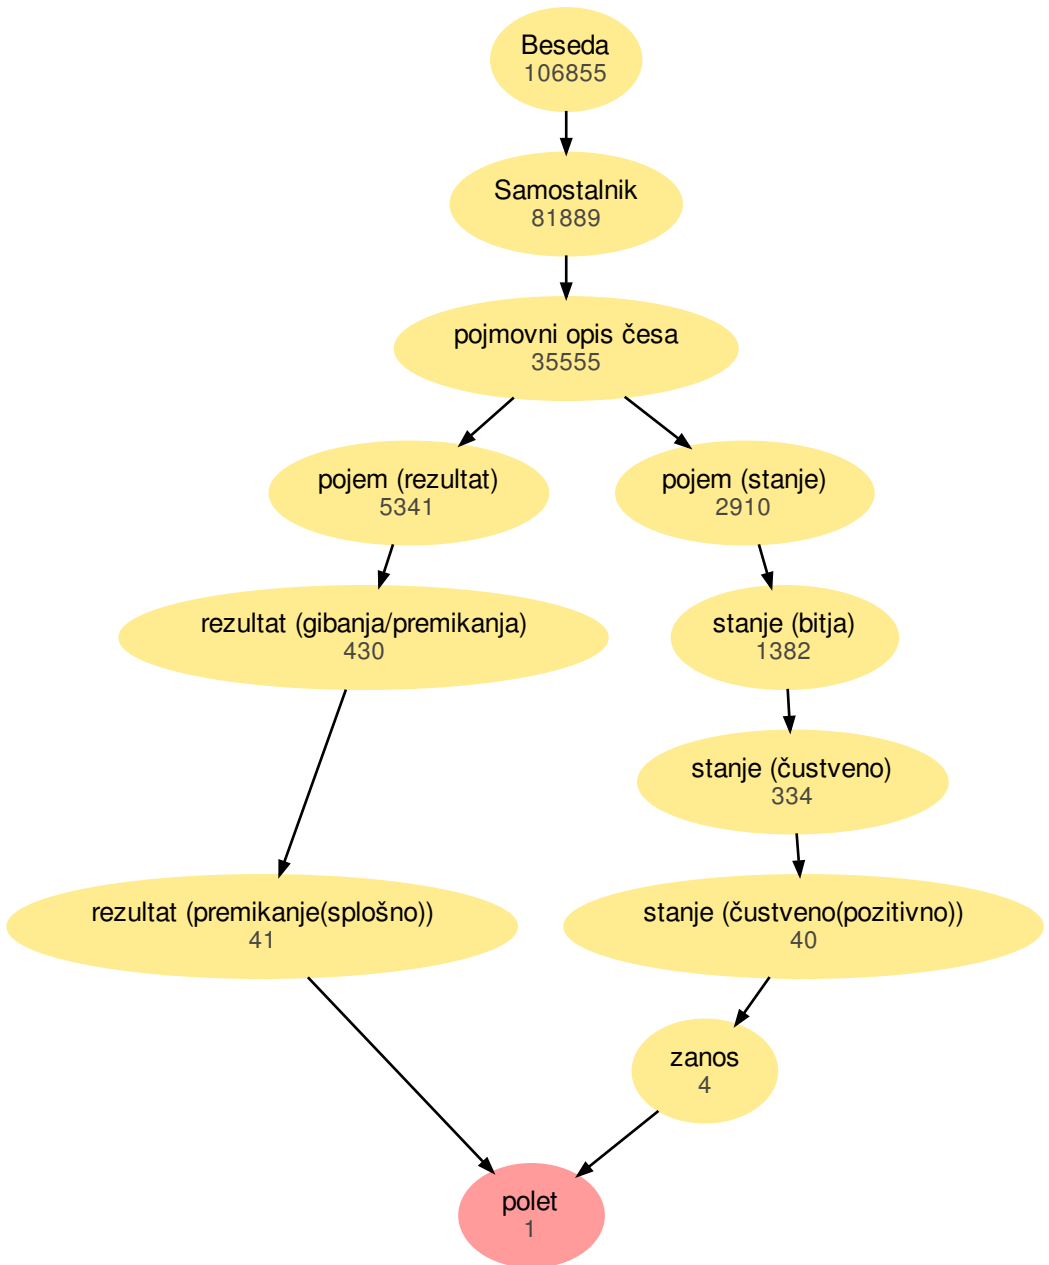 Beseda
106855
Samostalnik
81889
pojmovni opis česa
35555
pojem (rezultat)
5341
pojem (stanje)
2910
rezultat (gibanja/premikanja)
430
stanje (bitja)
1382
stanje (čustveno)
334
rezultat (premikanje(splošno))
41
stanje (čustveno(pozitivno))
40
zanos
4
polet
1